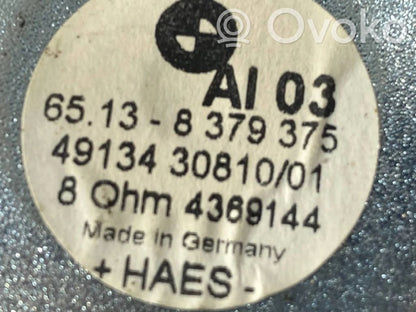 Ovoko
AI 03
65.13 - 8 379 375
49134 30810/01
8 Ohm 4369144
Made in Germany
+ HAES -